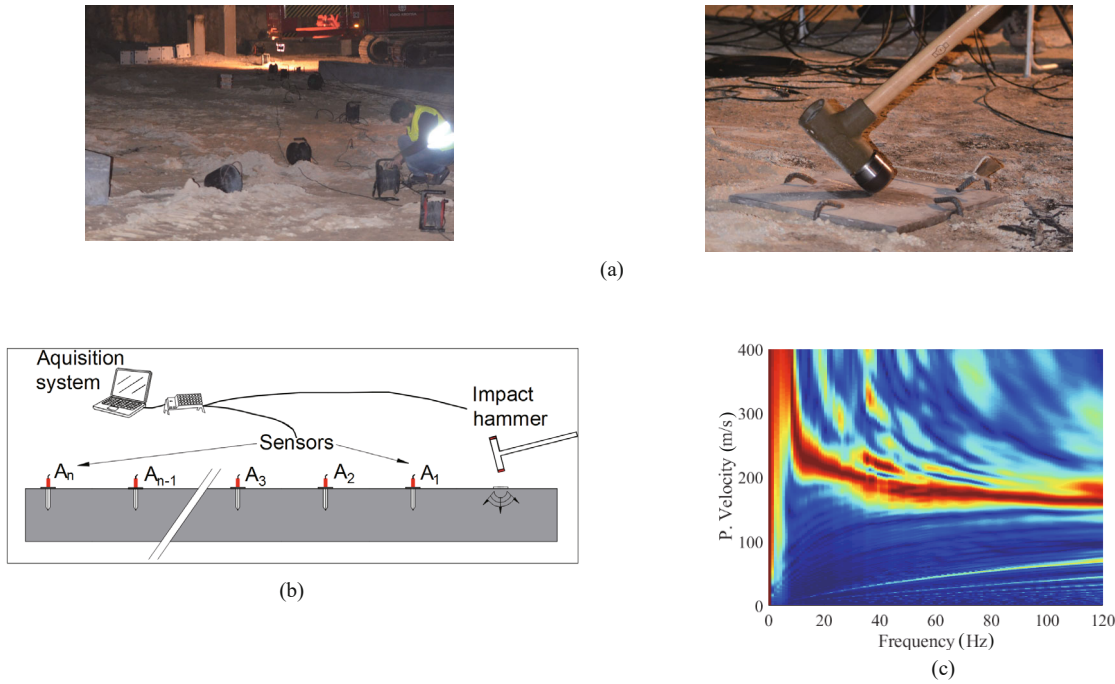 (a)
Aquisition
system
Impact
hammer
Sensors
Aₙ
Aₙ₋₁
A₃
A₂
A₁
(b)
400
300
200
100
0
P. Velocity (m/s)
0 20 40 60 80 100 120
Frequency (Hz)
(c)